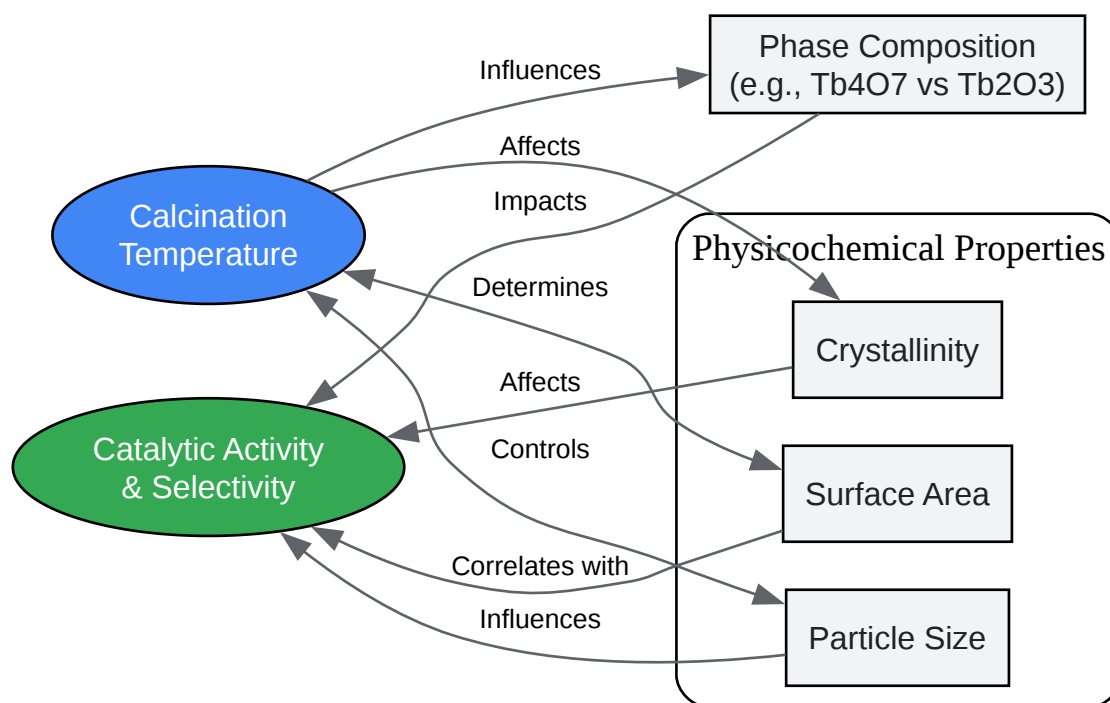 Phase Composition
(e.g., Tb4O7 vs Tb2O3)
Influences
Affects
Calcination
Temperature
Impacts
Physicochemical Properties
Determines
Crystallinity
Affects
Catalytic Activity
& Selectivity
Controls
Surface Area
Correlates with
Influences
Particle Size